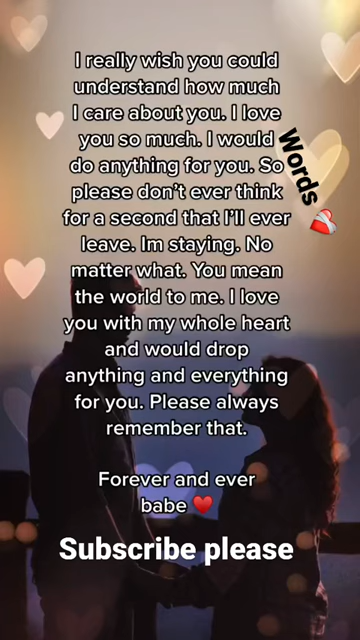 I really wish you could
understand how much
I care about you. I love
you so much. I would
do anything for you. So
please don't ever think
for a second that I'll ever
leave. Im staying. No
matter what. You mean
the world to me. I love
you with my whole heart
and would drop
anything and everything
for you. Please always
remember that.
Forever and ever
babe ❤️
Words
Subscribe please